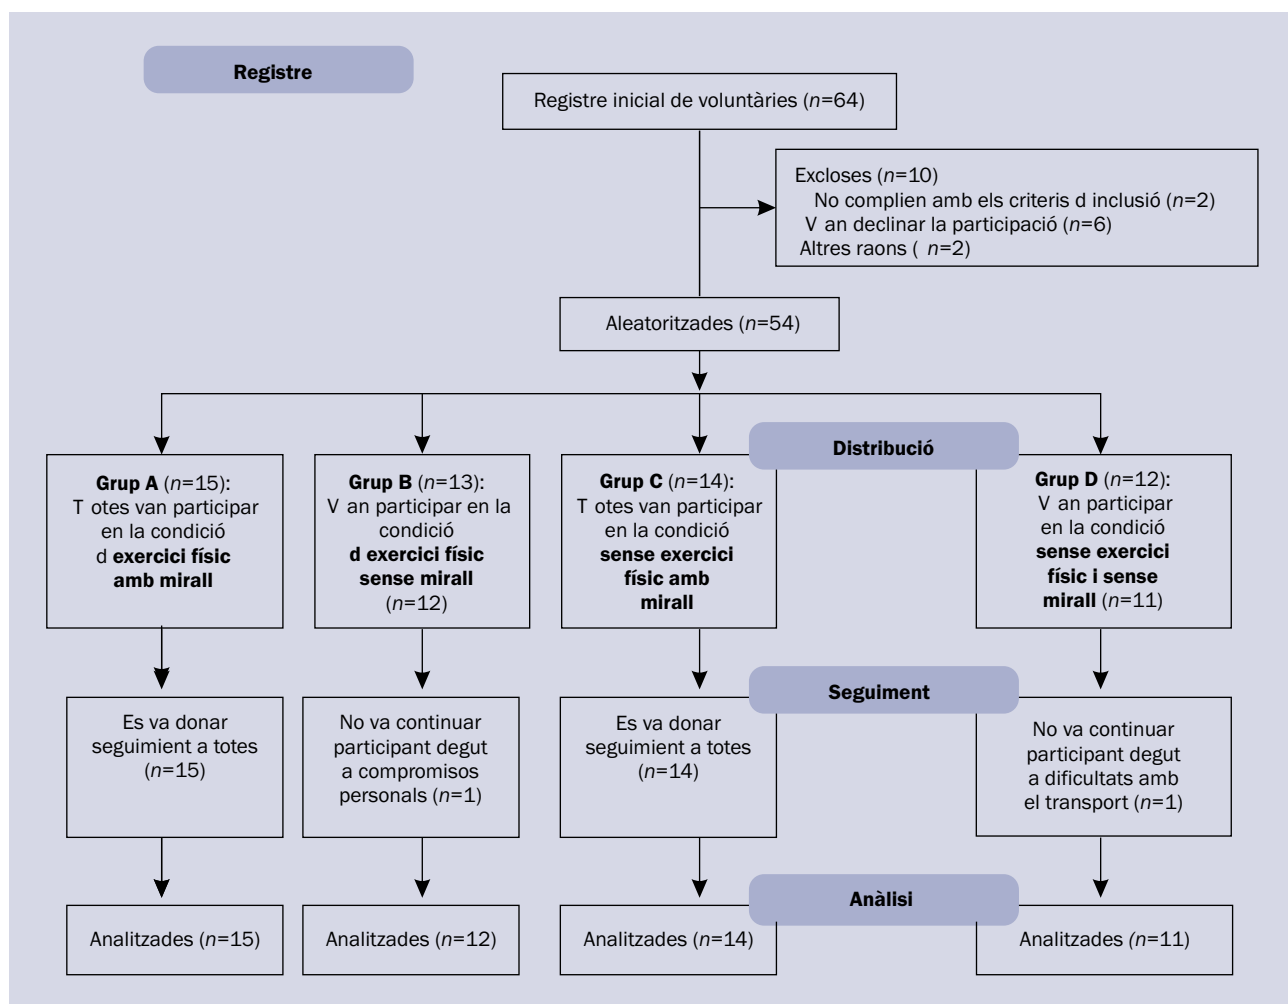 Registre
Registre inicial de voluntàries (n=64)
Excloses (n=10)
No complien amb els criteris d inclusió (n=2)
V an declinar la participació (n=6)
Altres raons ( n=2)
Aleatoritzades (n=54)
Distribució
Grup A (n=15):
T otes van participar
en la condició
d exercici físic
amb mirall
Grup B (n=13):
V an participar en la
condició
d exercici físic
sense mirall
(n=12)
Grup C (n=14):
T otes van participar
en la condició
sense exercici
físic amb
mirall
Grup D (n=12):
V an participar
en la condició
sense exercici
físic i sense
mirall (n=11)
Seguiment
Es va donar
seguimient a totes
(n=15)
No va continuar
participant degut
a compromisos
personals (n=1)
Es va donar
seguimient a totes
(n=14)
No va continuar
participant degut
a dificultats amb
el transport (n=1)
Anàlisi
Analitzades (n=15)
Analitzades (n=12)
Analitzades (n=14)
Analitzades (n=11)